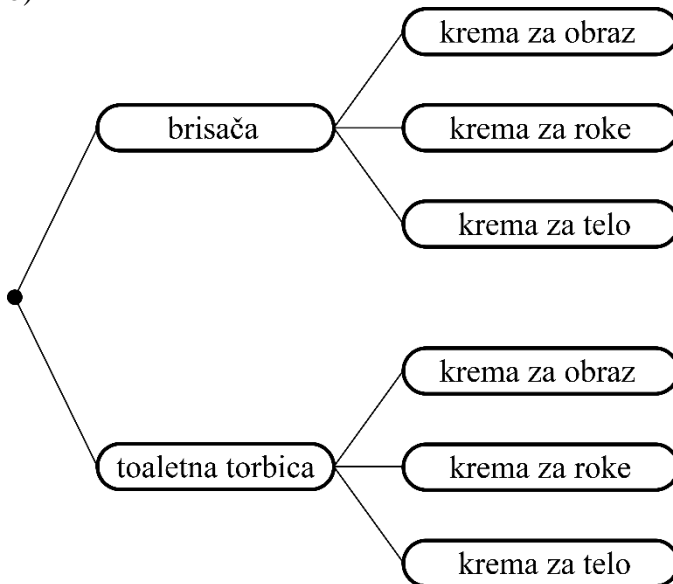 krema za obraz
brisača
krema za roke
krema za telo
krema za obraz
toaletna torbica
krema za roke
krema za telo